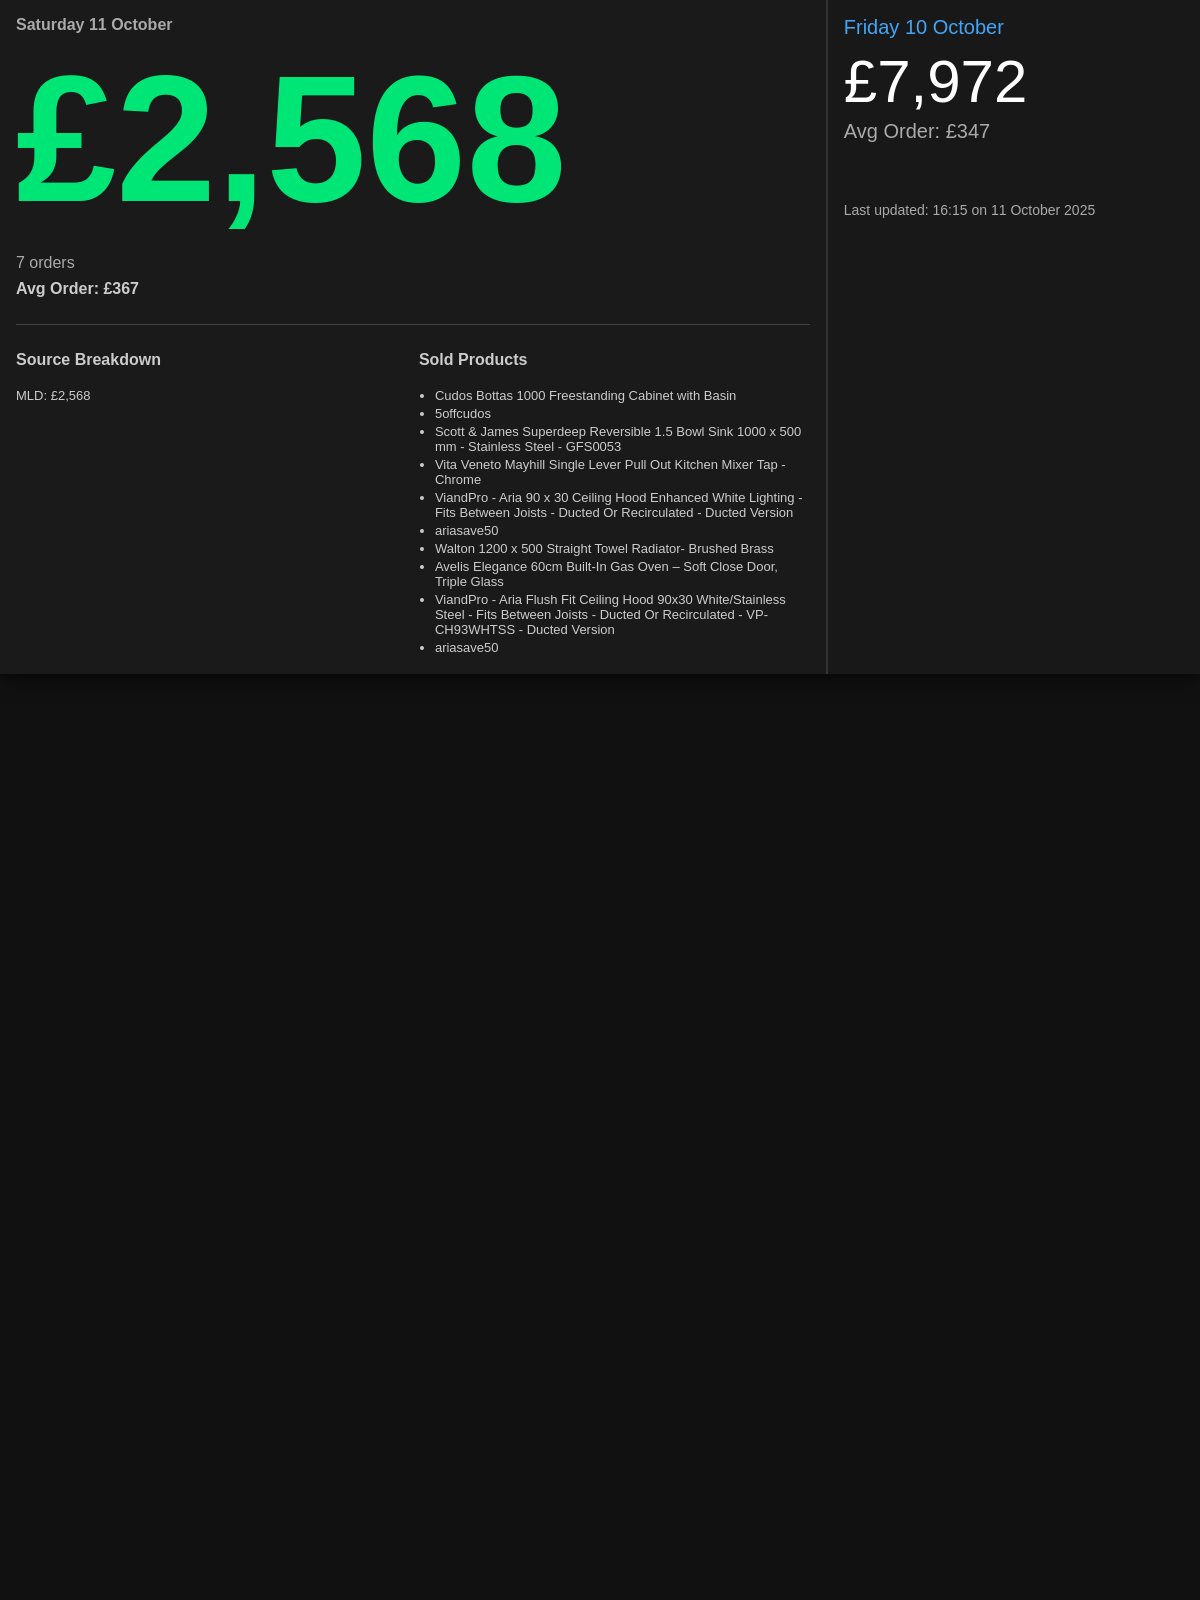 Saturday 11 October
£2,568
7 orders
Avg Order: £367
Source Breakdown
MLD: £2,568
Sold Products
Cudos Bottas 1000 Freestanding Cabinet with Basin
5offcudos
Scott & James Superdeep Reversible 1.5 Bowl Sink 1000 x 500
mm - Stainless Steel - GFS0053
Vita Veneto Mayhill Single Lever Pull Out Kitchen Mixer Tap -
Chrome
ViandPro - Aria 90 x 30 Ceiling Hood Enhanced White Lighting -
Fits Between Joists - Ducted Or Recirculated - Ducted Version
ariasave50
Walton 1200 x 500 Straight Towel Radiator- Brushed Brass
Avelis Elegance 60cm Built-In Gas Oven – Soft Close Door,
Triple Glass
ViandPro - Aria Flush Fit Ceiling Hood 90x30 White/Stainless
Steel - Fits Between Joists - Ducted Or Recirculated - VP-
CH93WHTSS - Ducted Version
ariasave50
Friday 10 October
£7,972
Avg Order: £347
Last updated: 16:15 on 11 October 2025